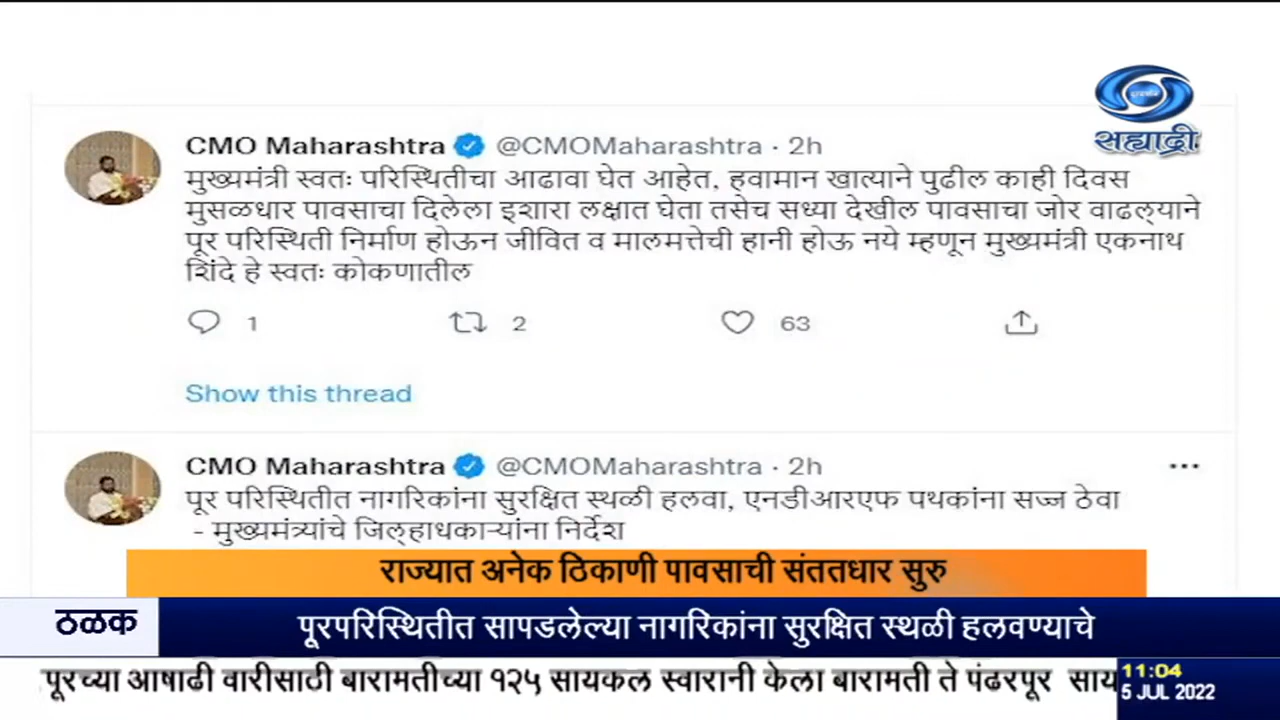 दूरदर्शन
सह्याद्री
CMO Maharashtra @CMOMaharashtra · 2h
मुख्यमंत्री स्वतः परिस्थितीचा आढावा घेत आहेत. हवामान खात्याने पुढील काही दिवस
मुसळधार पावसाचा दिलेला इशारा लक्षात घेता तसेच सध्या देखील पावसाचा जोर वाढल्याने
पूर परिस्थिती निर्माण होऊन जीवित व मालमत्तेची हानी होऊ नये म्हणून मुख्यमंत्री एकनाथ
शिंदे हे स्वतः कोकणातील
1 2 63
Show this thread
CMO Maharashtra @CMOMaharashtra · 2h
पूर परिस्थितीत नागरिकांना सुरक्षित स्थळी हलवा, एनडीआरएफ पथकांना सज्ज ठेवा
- मुख्यमंत्र्यांचे जिल्हाधकाऱ्यांना निर्देश
राज्यात अनेक ठिकाणी पावसाची संततधार सुरु
ठळक
पूरपरिस्थितीत सापडलेल्या नागरिकांना सुरक्षित स्थळी हलवण्याचे
पूरच्या आषाढी वारीसाठी बारामतीच्या १२५ सायकल स्वारानी केला बारामती ते पंढरपूर साय
11:04
5 JUL 2022